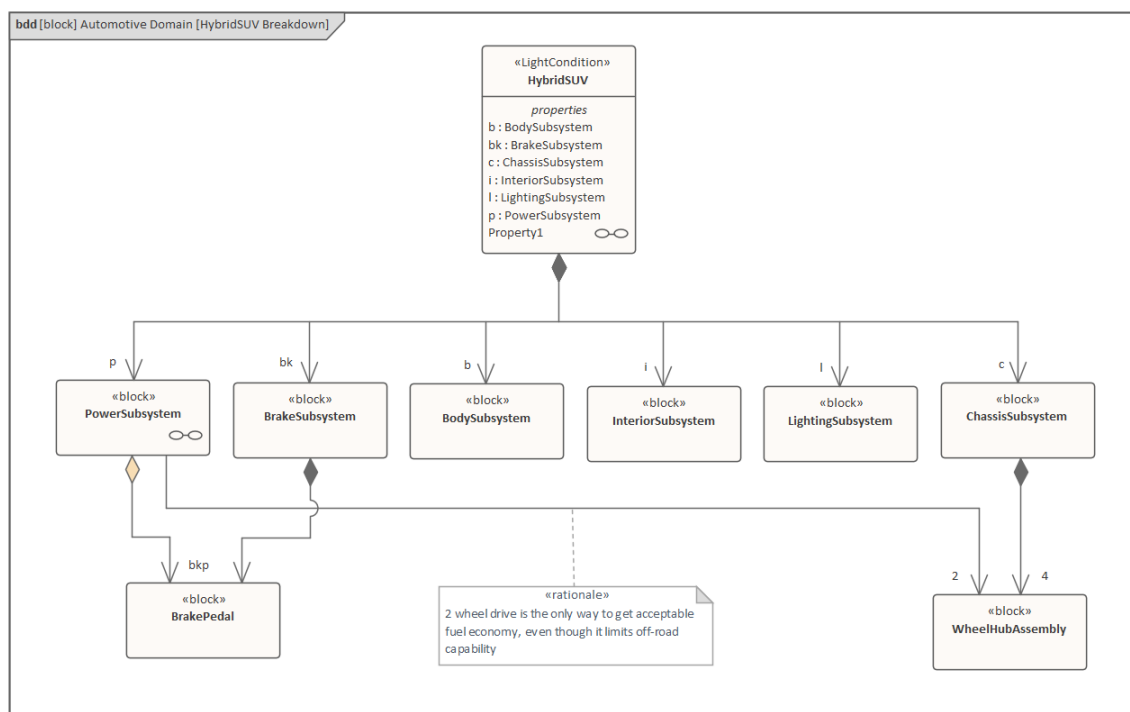 bdd [block] Automotive Domain [HybridSUV Breakdown]
«LightCondition»
HybridSUV
properties
b : BodySubsystem
bk : BrakeSubsystem
c : ChassisSubsystem
i : InteriorSubsystem
l : LightingSubsystem
p : PowerSubsystem
Property1
p
bk
b
i
l
c
«block»
PowerSubsystem
«block»
BrakeSubsystem
«block»
BodySubsystem
«block»
InteriorSubsystem
«block»
LightingSubsystem
«block»
ChassisSubsystem
bkp
2
4
«block»
BrakePedal
«rationale»
2 wheel drive is the only way to get acceptable
fuel economy, even though it limits off-road
capability
«block»
WheelHubAssembly